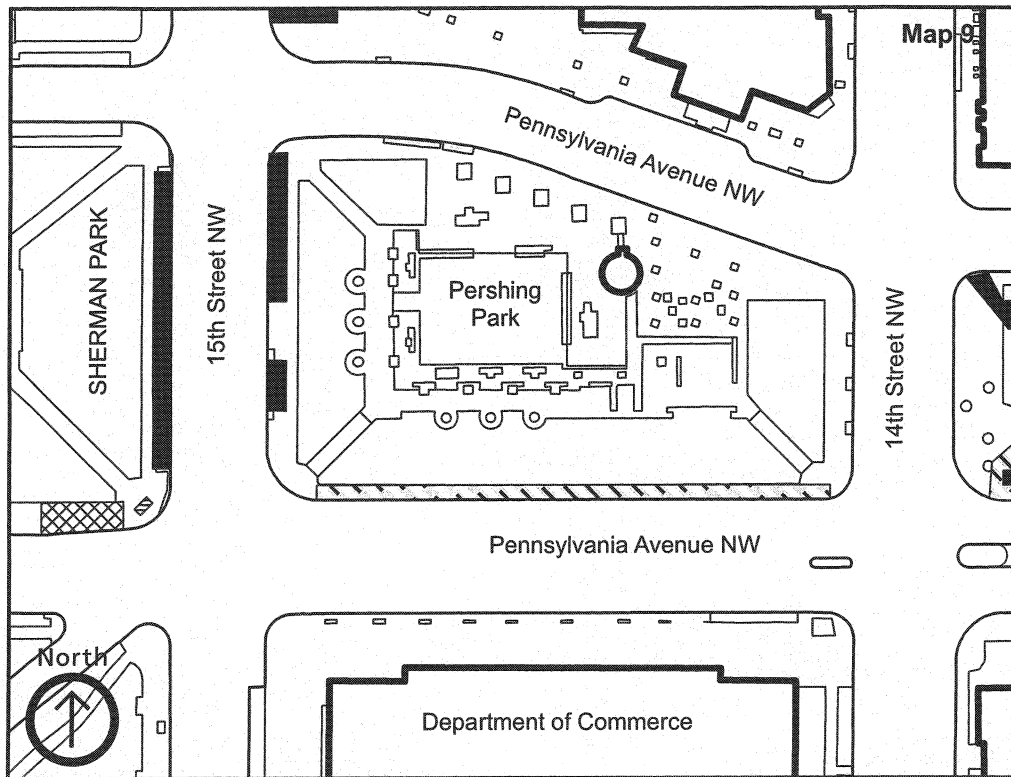 Map 9
Pennsylvania Avenue NW
SHERMAN PARK
15th Street NW
Pershing
Park
14th Street NW
Pennsylvania Avenue NW
North
Department of Commerce